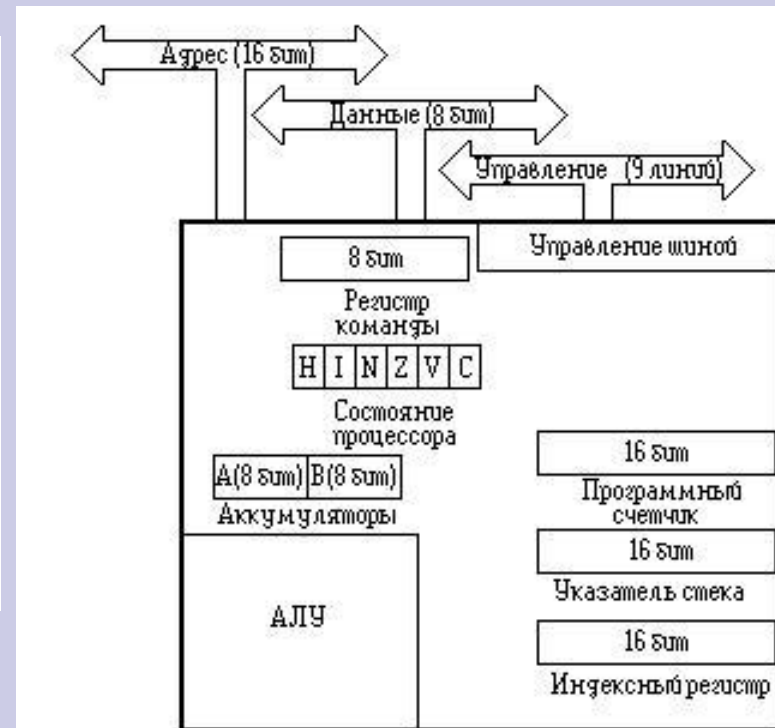 Адрес (16 бит)
Данные (8 бит)
Управление (9 линий)
Управление шиной
8 бит
Регистр
команды
H I N Z V C
Состояние
процессора
A(8 бит) B(8 бит)
Аккумуляторы
АЛУ
16 бит
Программный
счетчик
16 бит
Указатель стека
16 бит
Индексный регистр